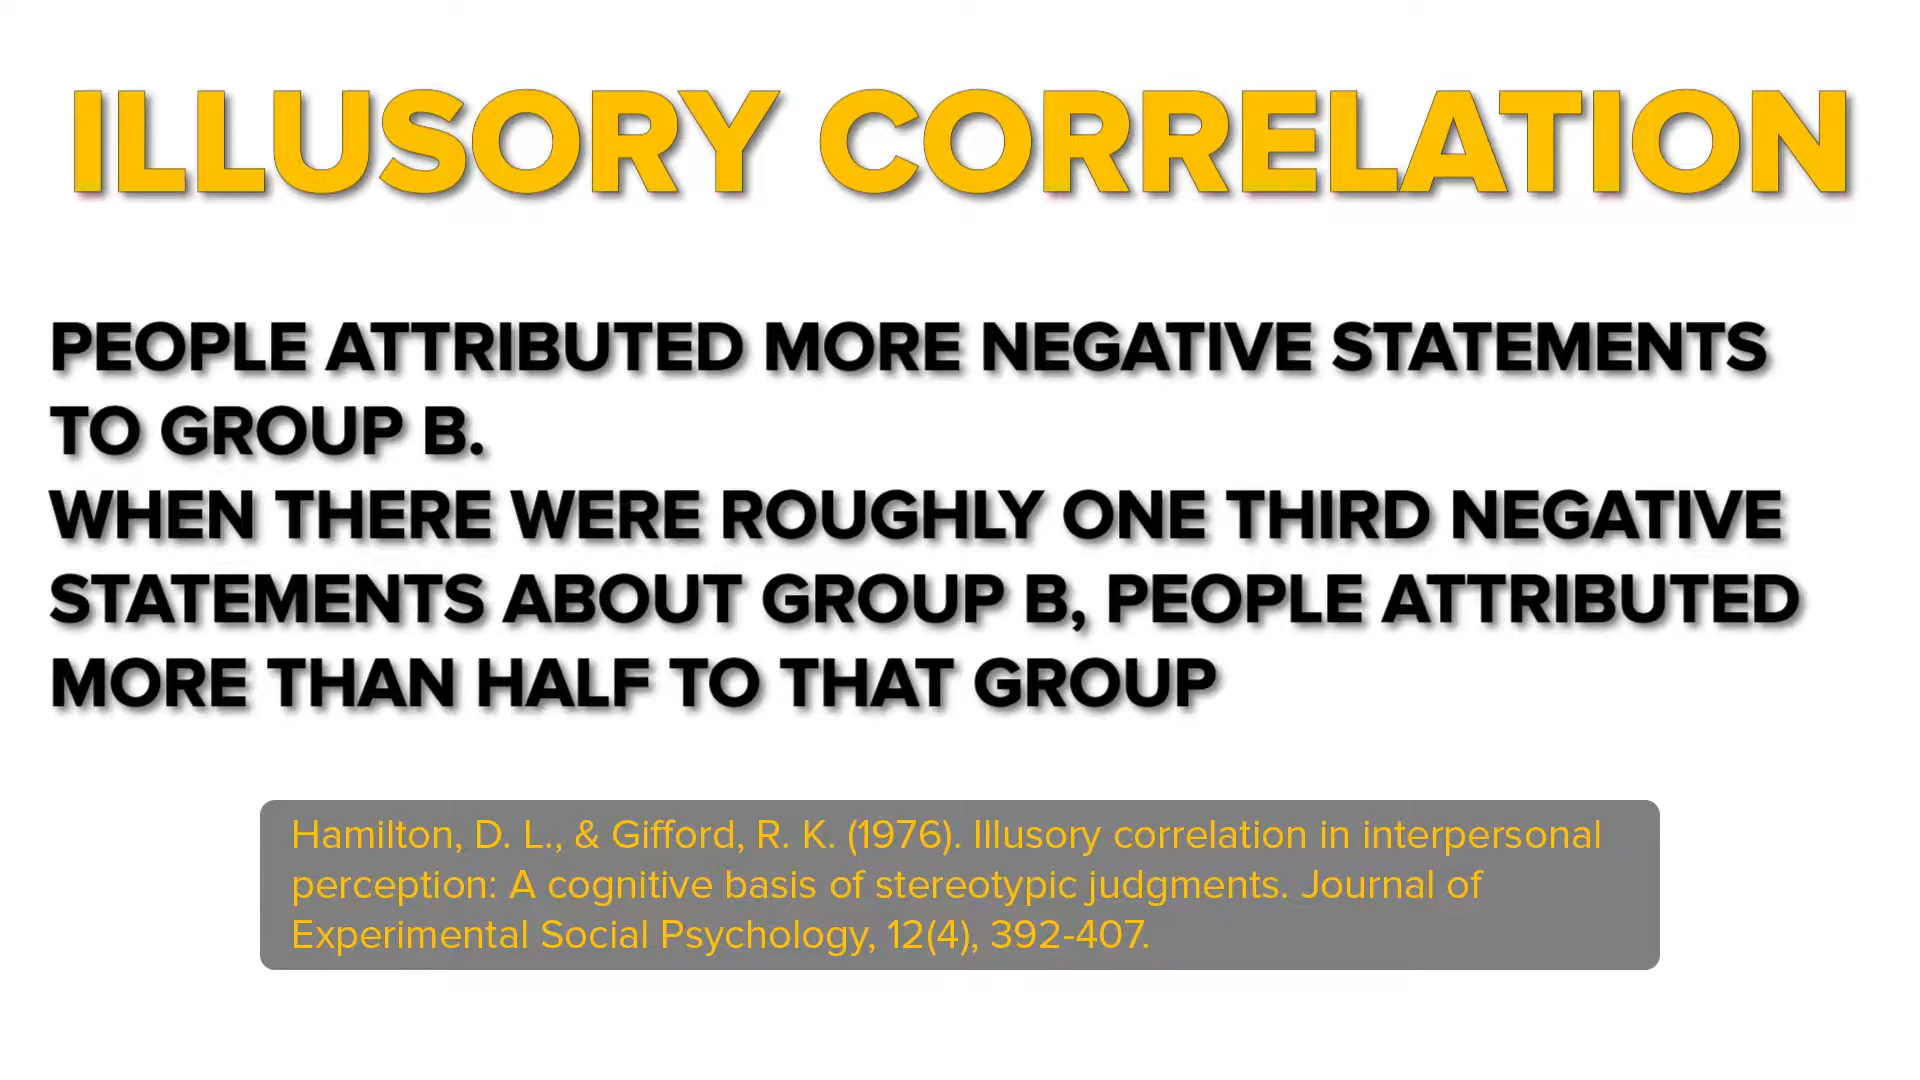 ILLUSORY CORRELATION
PEOPLE ATTRIBUTED MORE NEGATIVE STATEMENTS
TO GROUP B.
WHEN THERE WERE ROUGHLY ONE THIRD NEGATIVE
STATEMENTS ABOUT GROUP B, PEOPLE ATTRIBUTED
MORE THAN HALF TO THAT GROUP
Hamilton, D. L., & Gifford, R. K. (1976). Illusory correlation in interpersonal
perception: A cognitive basis of stereotypic judgments. Journal of
Experimental Social Psychology, 12(4), 392-407.